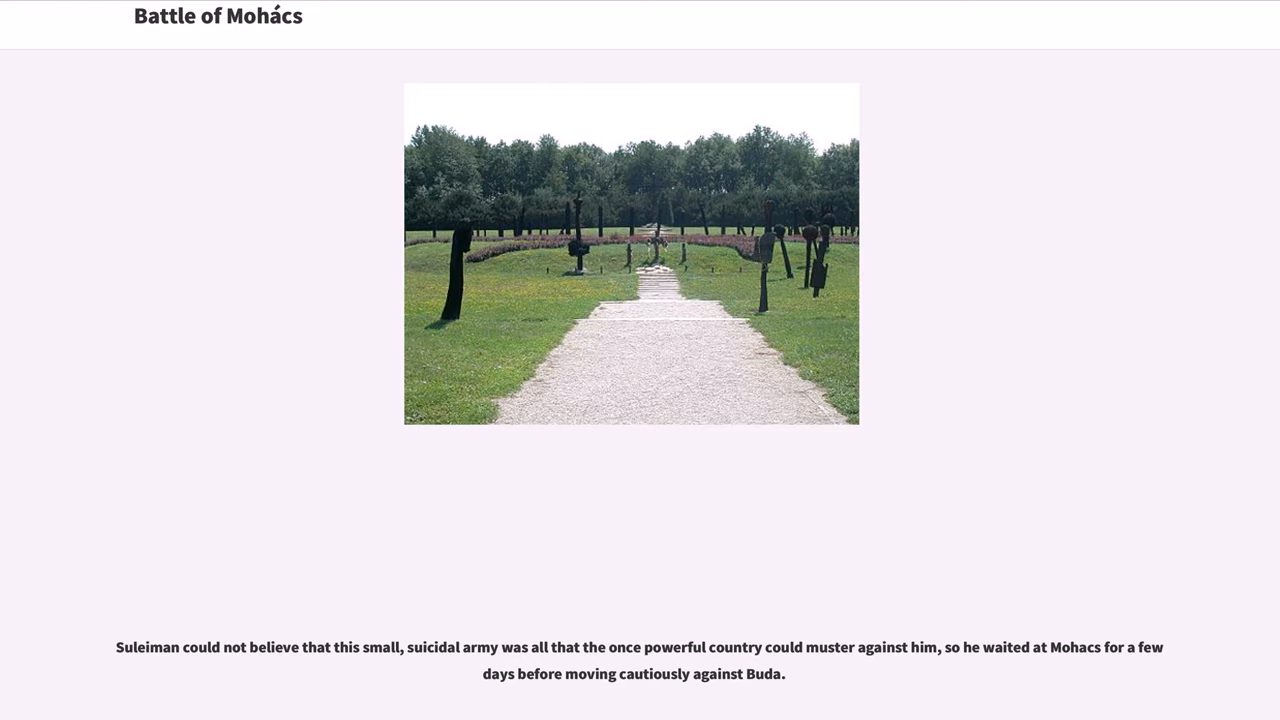 Battle of Mohács
Suleiman could not believe that this small, suicidal army was all that the once powerful country could muster against him, so he waited at Mohacs for a few
days before moving cautiously against Buda.